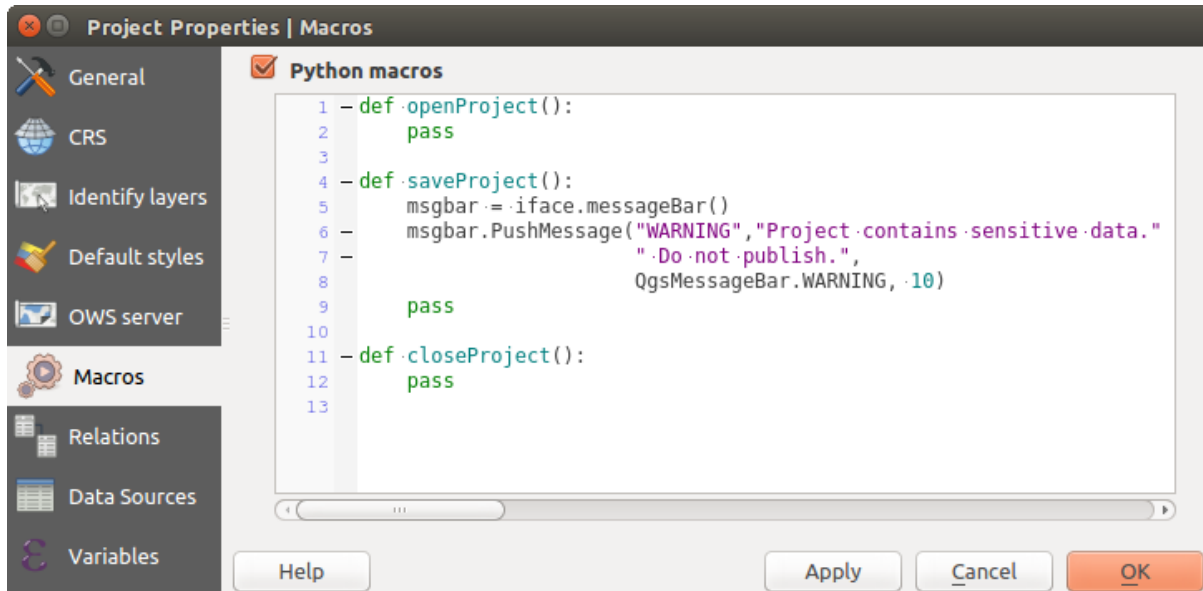 Project Properties | Macros
General
CRS
Identify layers
Default styles
OWS server
Macros
Relations
Data Sources
Variables
Python macros
1 def openProject():
2     pass
3
4 def saveProject():
5     msgbar = iface.messageBar()
6     msgbar.PushMessage("WARNING","Project contains sensitive data."
7                        " Do not publish.",
8                        QgsMessageBar.WARNING, 10)
9     pass
10
11 def closeProject():
12     pass
13
Help
Apply
Cancel
OK